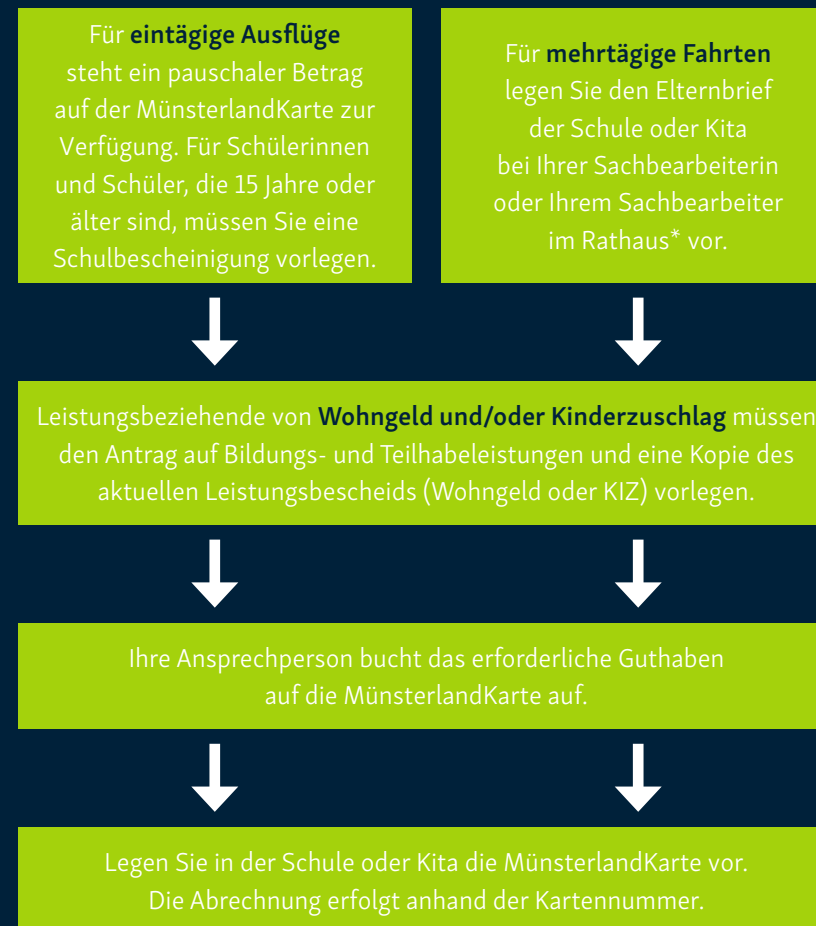 Für eintägige Ausflüge
steht ein pauschaler Betrag
auf der MünsterlandKarte zur
Verfügung. Für Schülerinnen
und Schüler, die 15 Jahre oder
älter sind, müssen Sie eine
Schulbescheinigung vorlegen.
Für mehrtägige Fahrten
legen Sie den Elternbrief
der Schule oder Kita
bei Ihrer Sachbearbeiterin
oder Ihrem Sachbearbeiter
im Rathaus* vor.
Leistungsbeziehende von Wohngeld und/oder Kinderzuschlag müssen
den Antrag auf Bildungs- und Teilhabeleistungen und eine Kopie des
aktuellen Leistungsbescheids (Wohngeld oder KIZ) vorlegen.
Ihre Ansprechperson bucht das erforderliche Guthaben
auf die MünsterlandKarte auf.
Legen Sie in der Schule oder Kita die MünsterlandKarte vor.
Die Abrechnung erfolgt anhand der Kartennummer.